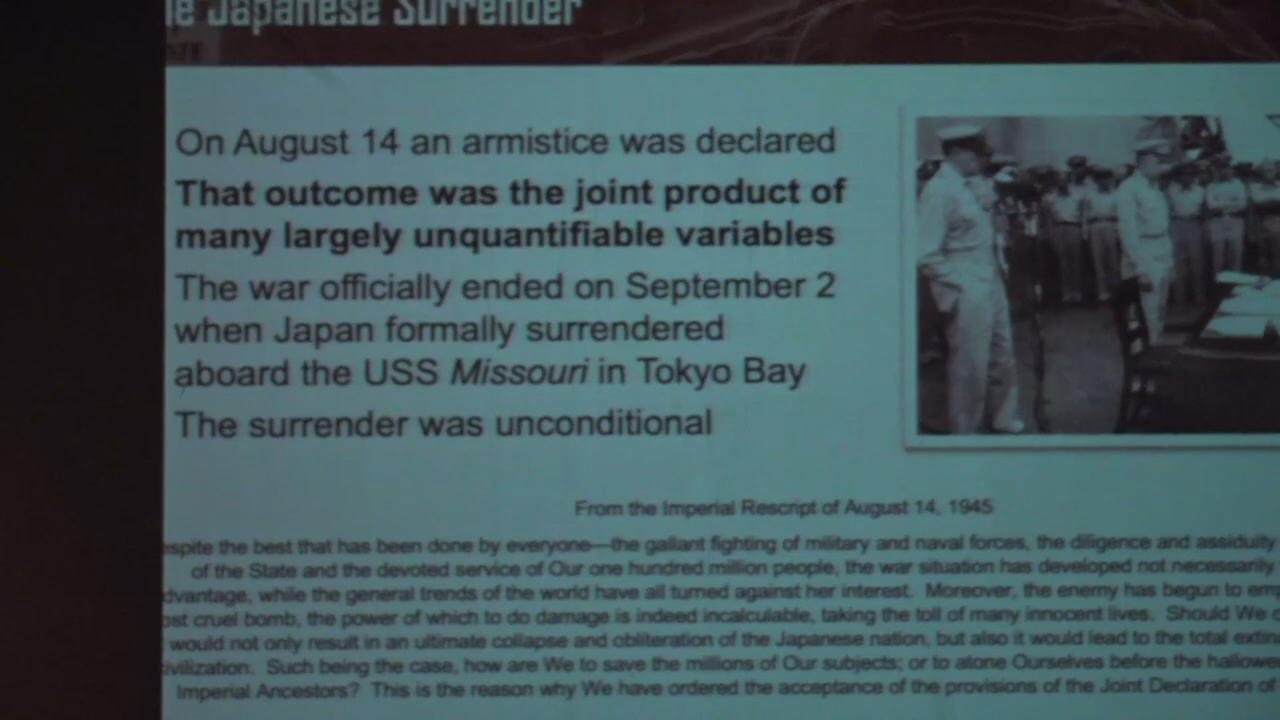 Japanese Surrender
On August 14 an armistice was declared
That outcome was the joint product of
many largely unquantifiable variables
The war officially ended on September 2
when Japan formally surrendered
aboard the USS Missouri in Tokyo Bay
The surrender was unconditional
From the Imperial Rescript of August 14, 1945
spite the best that has been done by everyone—the gallant fighting of military and naval forces, the diligence and assiduity
of the State and the devoted service of Our one hundred million people, the war situation has developed not necessarily
dvantage, while the general trends of the world have all turned against her interest. Moreover, the enemy has begun to em
st cruel bomb, the power of which to do damage is indeed incalculable, taking the toll of many innocent lives. Should We
would not only result in an ultimate collapse and obliteration of the Japanese nation, but also it would lead to the total extin
vilization. Such being the case, how are We to save the millions of Our subjects; or to atone Ourselves before the hallowe
Imperial Ancestors? This is the reason why We have ordered the acceptance of the provisions of the Joint Declaration of